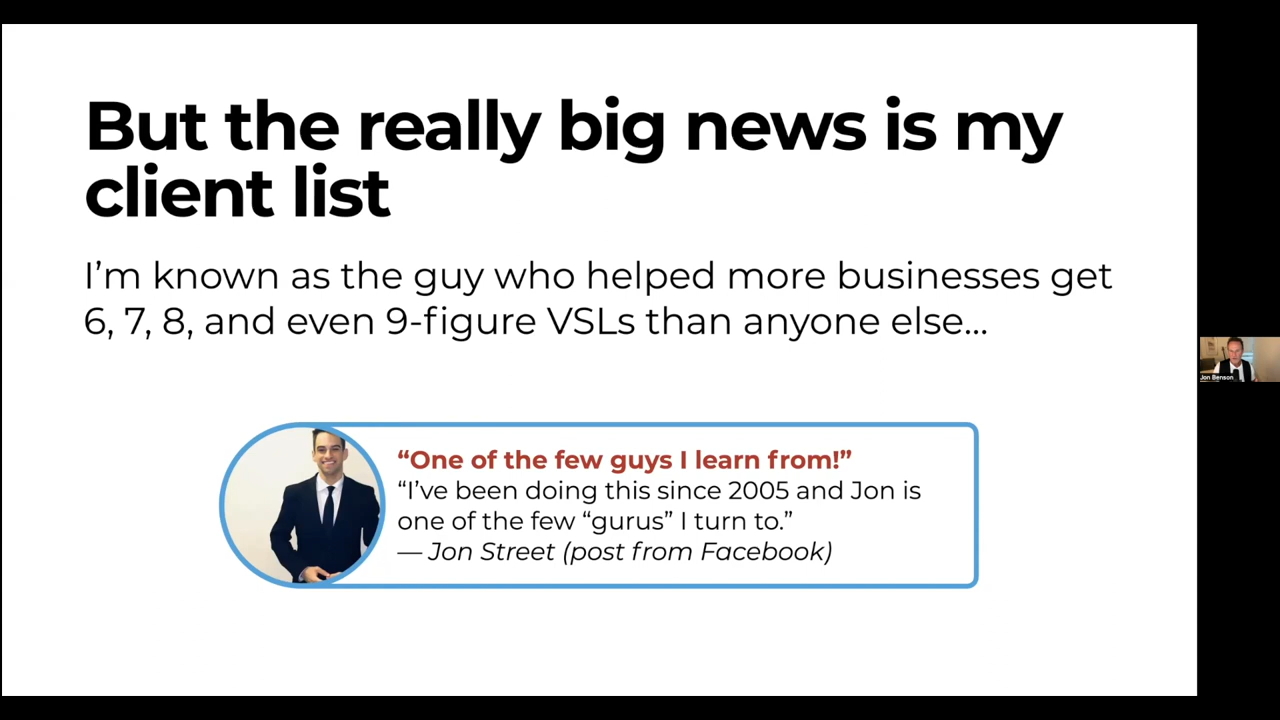 But the really big news is my
client list
I’m known as the guy who helped more businesses get
6, 7, 8, and even 9-figure VSLs than anyone else...
“One of the few guys I learn from!”
“I’ve been doing this since 2005 and Jon is
one of the few “gurus” I turn to.”
— Jon Street (post from Facebook)
Jon Benson